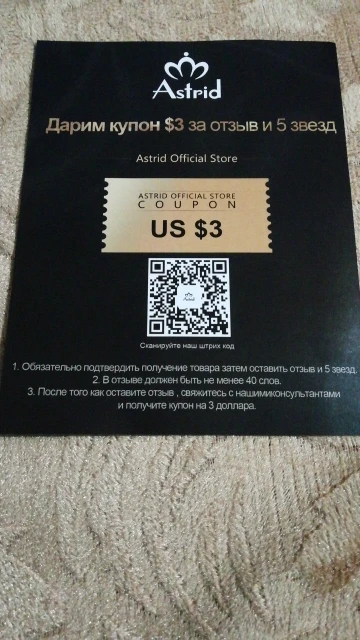 Astrid
Дарим купон $3 за отзыв и 5 звезд
Astrid Official Store
ASTRID OFFICIAL STORE
COUPON
US $3
Astrid
Сканируйте наш штрих код
1. Обязательно подтвердить получение товара затем оставить отзыв и 5 звезд.
2. В отзыве должен быть не менее 40 слов.
3. После того как оставите отзыв , свяжитесь с нашимиконсультантами
и получите купон на 3 доллара.